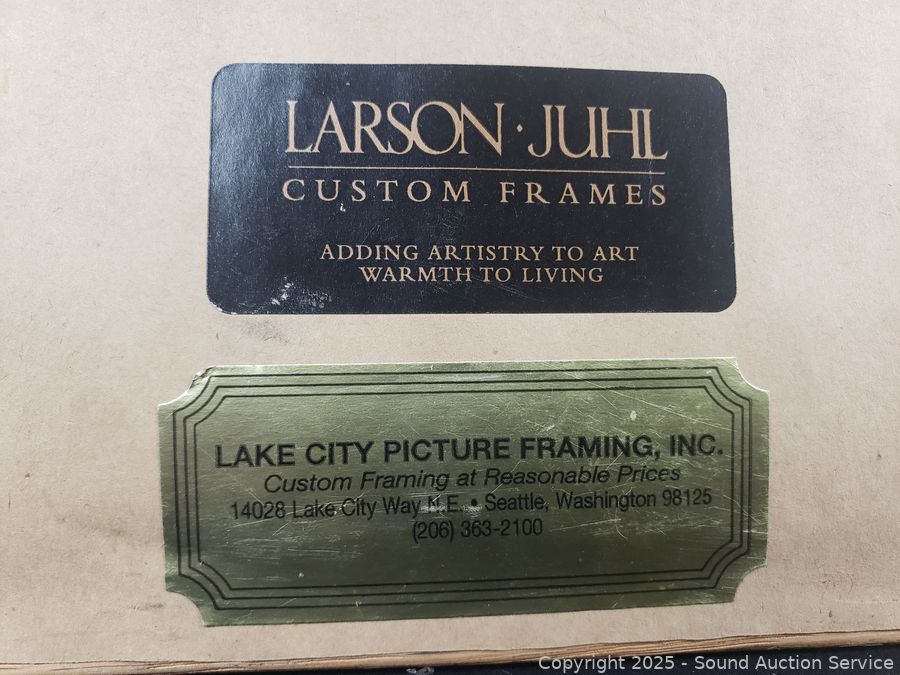 LARSON·JUHL
CUSTOM FRAMES
ADDING ARTISTRY TO ART
WARMTH TO LIVING
LAKE CITY PICTURE FRAMING, INC.
Custom Framing at Reasonable Prices
14028 Lake City Way N.E. • Seattle, Washington 98125
(206) 363-2100
Copyright 2025 - Sound Auction Service